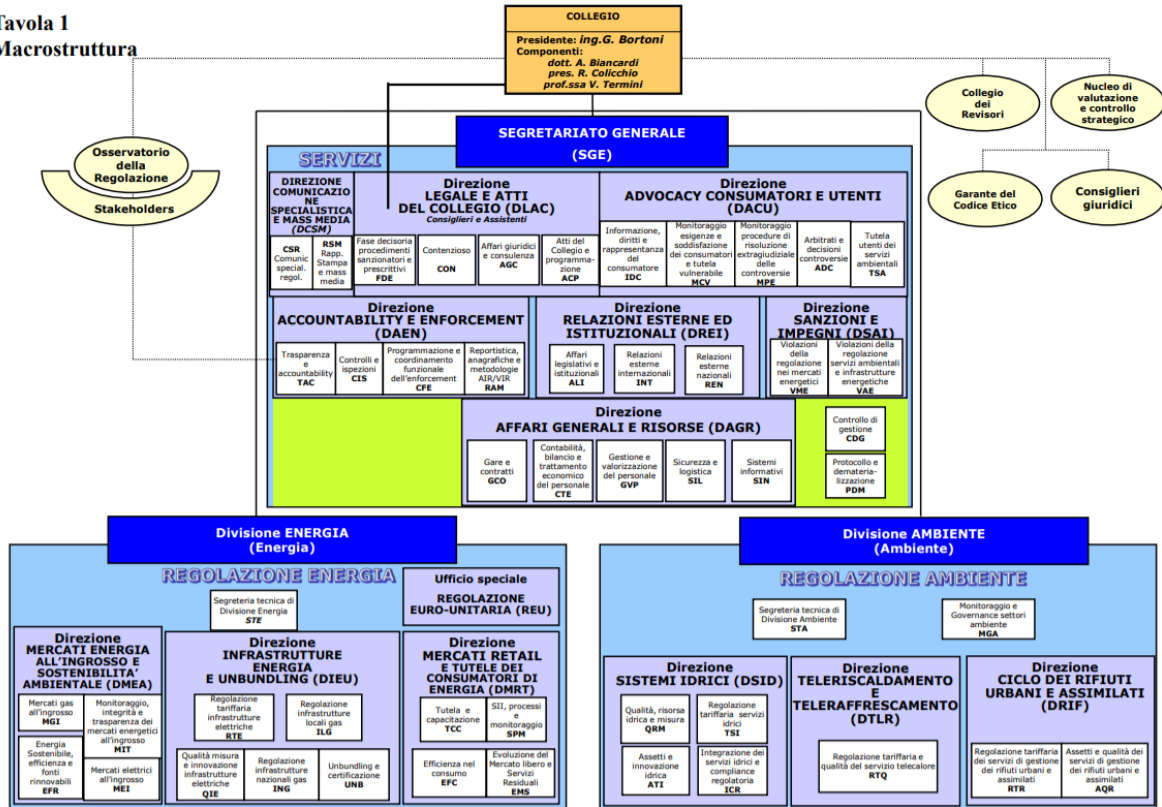 Tavola 1
Macrostruttura
COLLEGIO
Presidente: ing.G. Bortoni
Componenti:
dott. A. Biancardi
pres. R. Colicchio
prof.ssa V. Termini
Collegio
dei
Revisori
Nucleo di
valutazione
e controllo
strategico
Garante del
Codice Etico
Consiglieri
giuridici
Osservatorio
della
Regolazione
Stakeholders
SEGRETARIATO GENERALE
(SGE)
SERVIZI
DIREZIONE
COMUNICAZIO
NE
SPECIALISTICA
E MASS MEDIA
(DCSM)
CSR
Comunic
special.
regol.
RSM
Rapp.
Stampa
e mass
media
Direzione
LEGALE E ATTI
DEL COLLEGIO (DLAC)
Consiglieri e Assistenti
Fase decisoria
procedimenti
sanzionatori e
prescrittivi
FDE
Contenzioso
CON
Affari giuridici
e consulenza
AGC
Atti del
Collegio e
programma-
zione
ACP
Direzione
ADVOCACY CONSUMATORI E UTENTI
(DACU)
Informazione,
diritti e
rappresentanza
del
consumatore
IDC
Monitoraggio
esigenze e
soddisfazione
dei consumatori
e tutela
vulnerabile
MCV
Monitoraggio
procedure di
risoluzione
extragiudiziale
delle
controversie
MPE
Arbitrati e
decisioni
controversie
ADC
Tutela
utenti dei
servizi
ambientali
TSA
Direzione
ACCOUNTABILITY E ENFORCEMENT
(DAEN)
Trasparenza
e
accountability
TAC
Controlli e
ispezioni
CIS
Programmazione e
coordinamento
funzionale
dell'enforcement
CFE
Reportistica,
anagrafiche e
metodologie
AIR/VIR
RAM
Direzione
RELAZIONI ESTERNE ED
ISTITUZIONALI (DREI)
Affari
legislativi e
istituzionali
ALI
Relazioni
esterne
internazionali
INT
Relazioni
esterne
nazionali
REN
Direzione
SANZIONI E
IMPEGNI (DSAI)
Violazioni
della
regolazione
nei mercati
energetici
VME
Violazioni della
regolazione
servizi ambientali
e infrastrutture
energetiche
VAE
Direzione
AFFARI GENERALI E RISORSE (DAGR)
Gare e
contratti
GCO
Contabilità,
bilancio e
trattamento
economico
del personale
CTE
Gestione e
valorizzazione
del personale
GVP
Sicurezza e
logistica
SIL
Sistemi
informativi
SIN
Controllo di
gestione
CDG
Protocollo e
demateria-
lizzazione
PDM
Divisione ENERGIA
(Energia)
REGOLAZIONE ENERGIA
Segreteria tecnica di
Divisione Energia
STE
Ufficio speciale
REGOLAZIONE
EURO-UNITARIA (REU)
Direzione
MERCATI ENERGIA
ALL'INGROSSO E
SOSTENIBILITA'
AMBIENTALE (DMEA)
Mercati gas
all'ingrosso
MGI
Monitoraggio,
integrità e
trasparenza dei
mercati energetici
all'ingrosso
MIT
Energia
Sostenibile,
efficienza e
fonti
rinnovabili
EFR
Mercati elettrici
all'ingrosso
MEI
Direzione
INFRASTRUTTURE
ENERGIA
E UNBUNDLING (DIEU)
Regolazione
tariffaria
infrastrutture
elettriche
RTE
Regolazione
infrastrutture
locali gas
ILG
Qualità misura
e innovazione
infrastrutture
elettriche
QIE
Regolazione
infrastrutture
nazionali gas
ING
Unbundling e
certificazione
UNB
Direzione
MERCATI RETAIL
E TUTELE DEI
CONSUMATORI DI
ENERGIA (DMRT)
Tutela e
capacitazione
TCC
SII, processi
e
monitoraggio
SPM
Efficienza nel
consumo
EFC
Evoluzione del
Mercato libero e
Servizi
Residuali
EMS
Divisione AMBIENTE
(Ambiente)
REGOLAZIONE AMBIENTE
Segreteria tecnica di
Divisione Ambiente
STA
Monitoraggio e
Governance settori
ambiente
MGA
Direzione
SISTEMI IDRICI (DSID)
Qualità, risorsa
idrica e misura
QRM
Regolazione
tariffaria servizi
idrici
TSI
Assetti e
innovazione
idrica
ATI
Integrazione dei
servizi idrici e
compliance
regolatoria
ICR
Direzione
TELERISCALDAMENTO
E
TELERAFFRESCAMENTO
(DTLR)
Regolazione tariffaria e
qualità del servizio telecalore
RTQ
Direzione
CICLO DEI RIFIUTI
URBANI E ASSIMILATI
(DRIF)
Regolazione tariffaria
dei servizi di gestione
dei rifiuti urbani e
assimilati
RTR
Assetti e qualità dei
servizi di gestione
dei rifiuti urbani e
assimilati
AQR